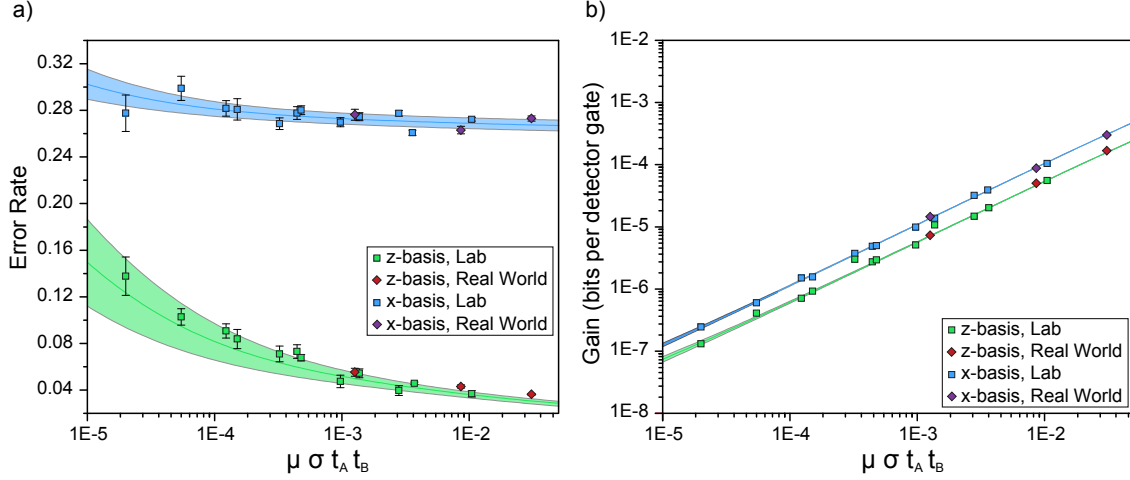 a)
Error Rate
0.32
0.28
0.24
0.20
0.16
0.12
0.08
0.04
1E-5
1E-4
1E-3
1E-2
μ σ tA tB
z-basis, Lab
z-basis, Real World
x-basis, Lab
x-basis, Real World
b)
Gain (bits per detector gate)
1E-2
1E-3
1E-4
1E-5
1E-6
1E-7
1E-8
1E-5
1E-4
1E-3
1E-2
μ σ tA tB
z-basis, Lab
z-basis, Real World
x-basis, Lab
x-basis, Real World